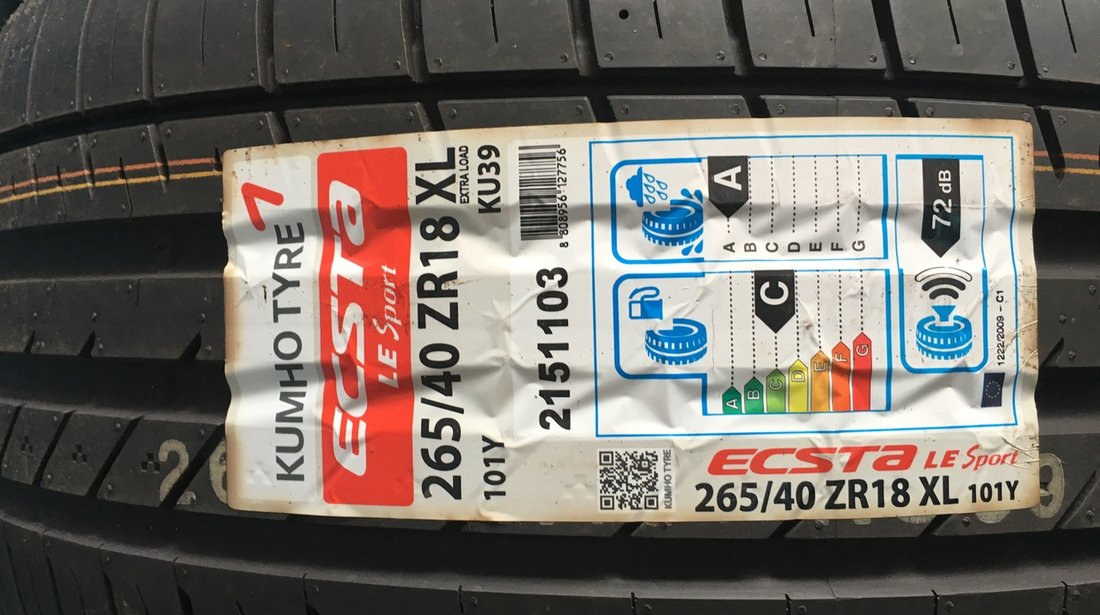 KUMHO TYRE
ECSTA
LE Sport
265/40 ZR18 XL
EXTRA LOAD
101Y
KU39
2151103
8 808956 127756
A
A
B
C
D
E
F
G
72 dB
C
A
B
C
D
E
F
G
1222/2009 - C1
KUMHO TYRE
ECSTA LE Sport
265/40 ZR18 XL 101Y